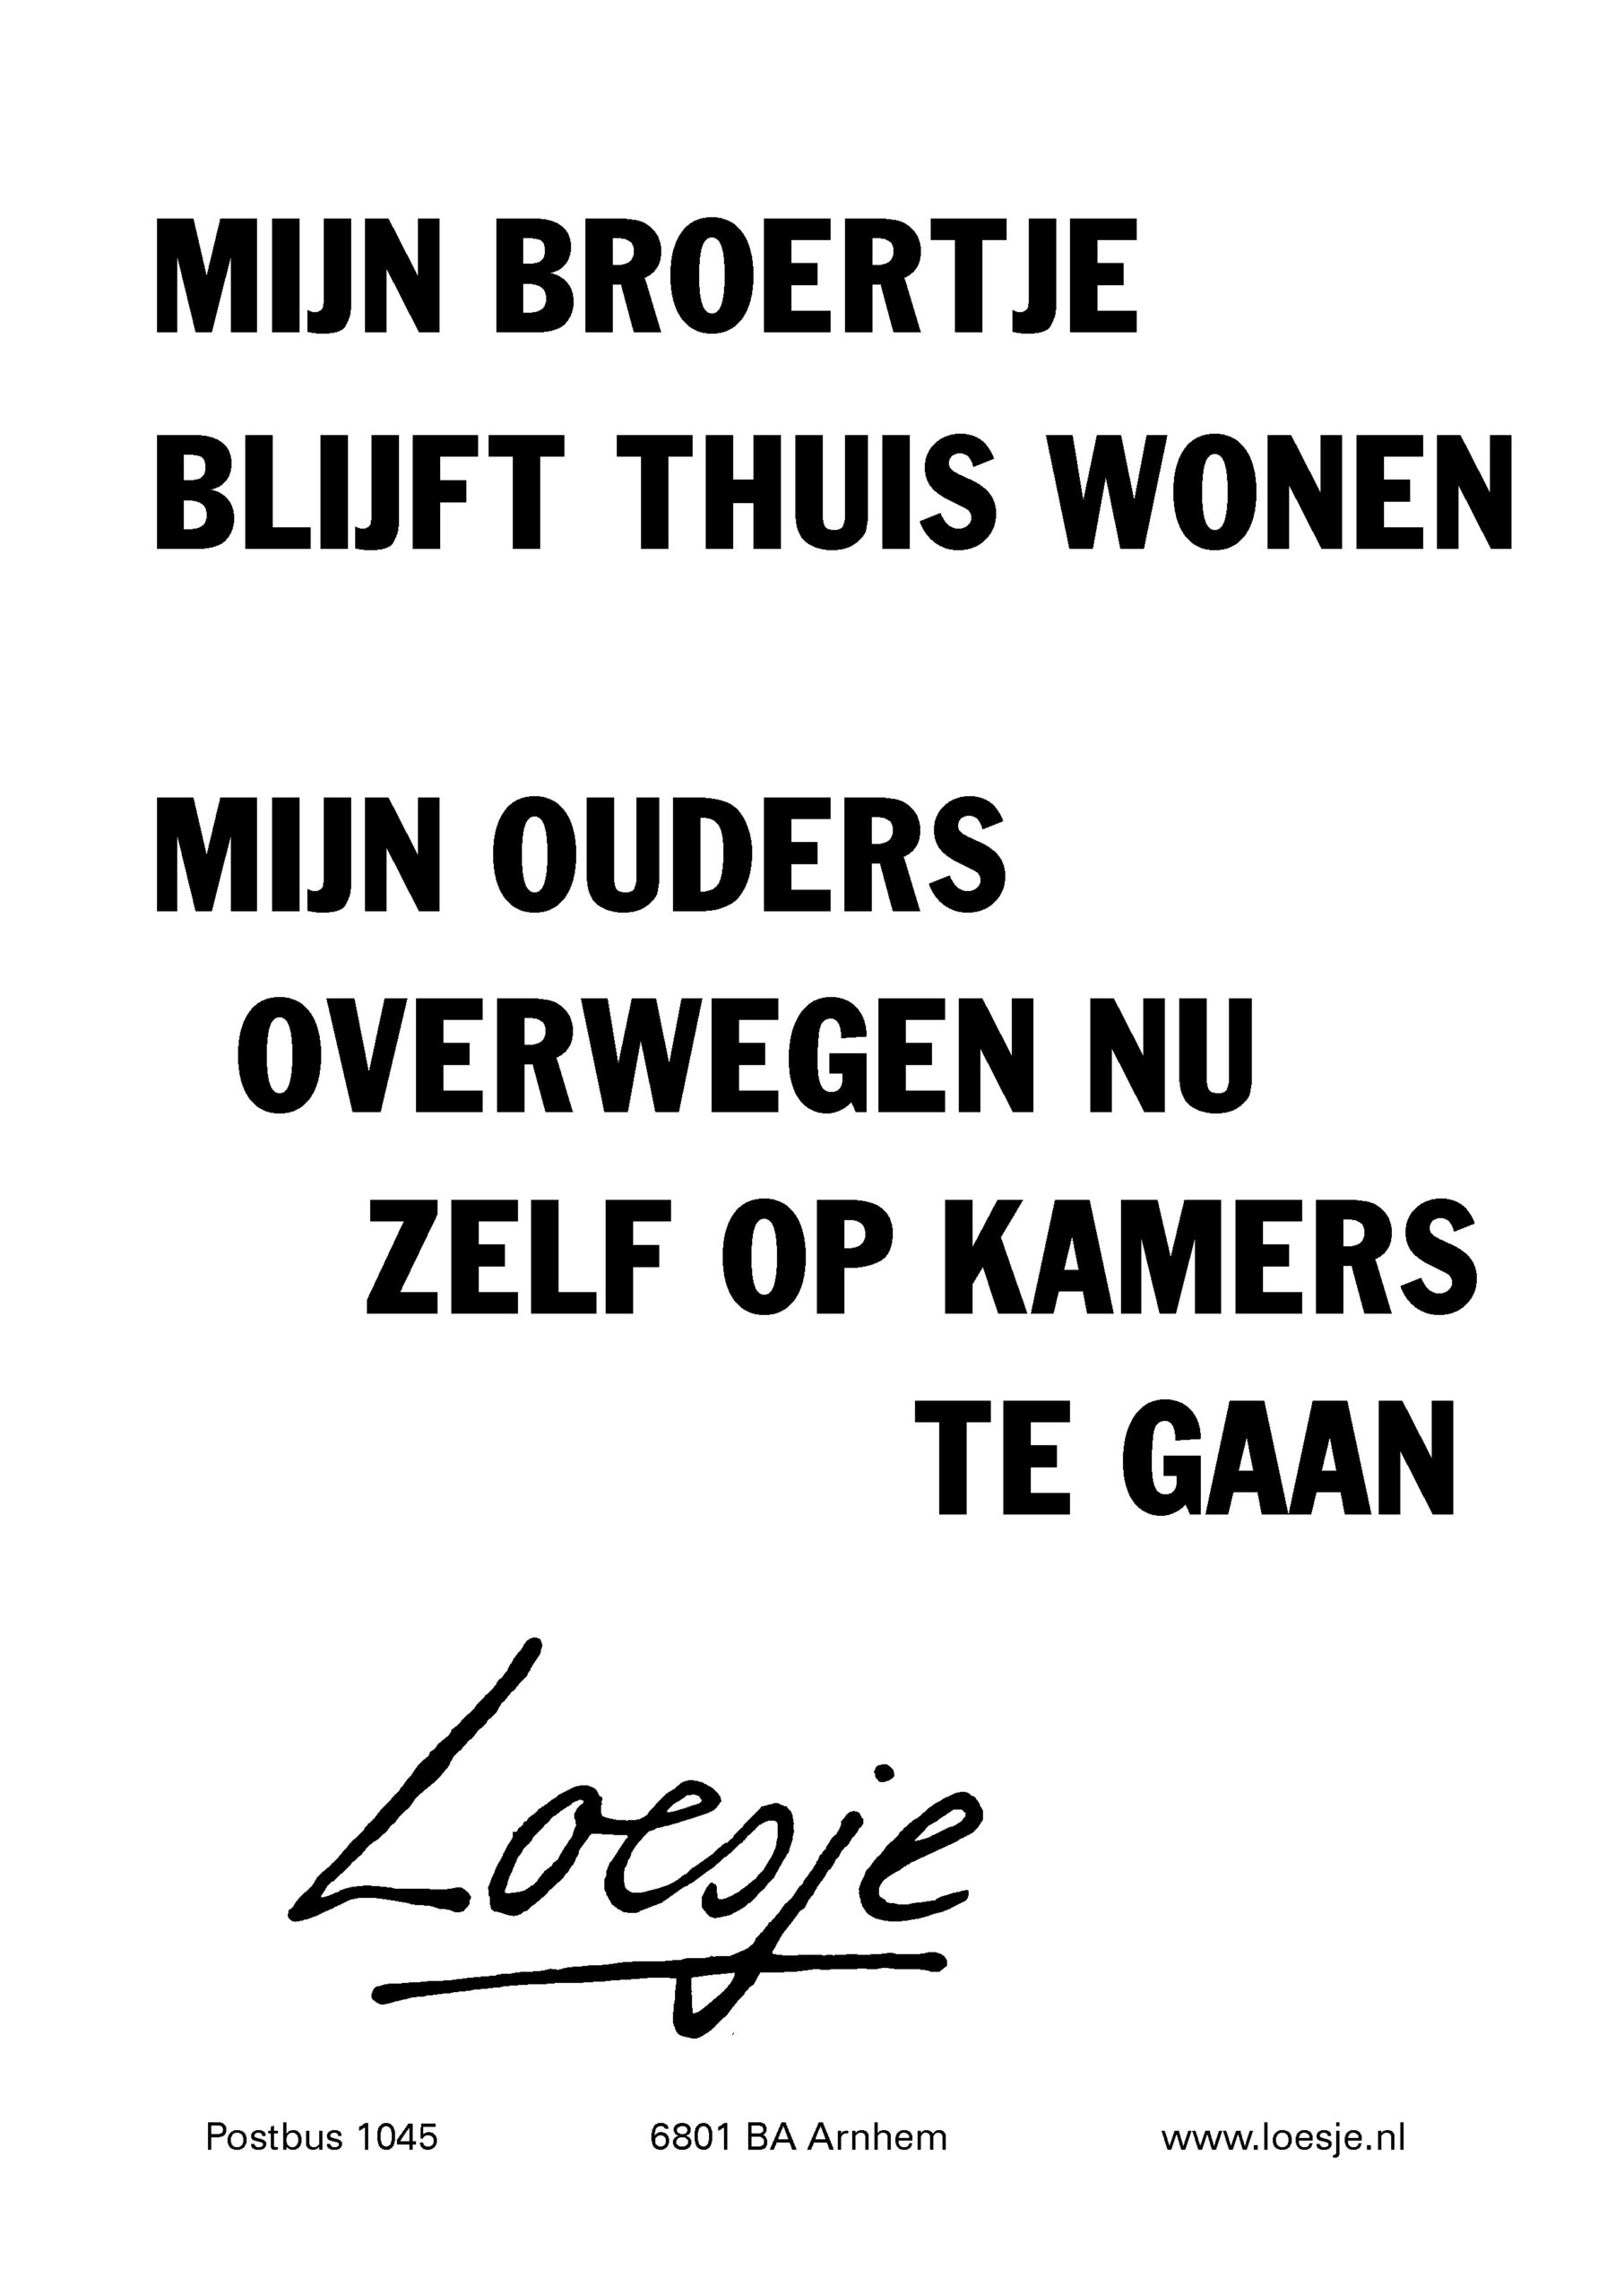 MIJN BROERTJE
BLIJFT THUIS WONEN
MIJN OUDERS
OVERWEGEN NU
ZELF OP KAMERS
TE GAAN
Loesje
Postbus 1045 6801 BA Arnhem www.loesje.nl